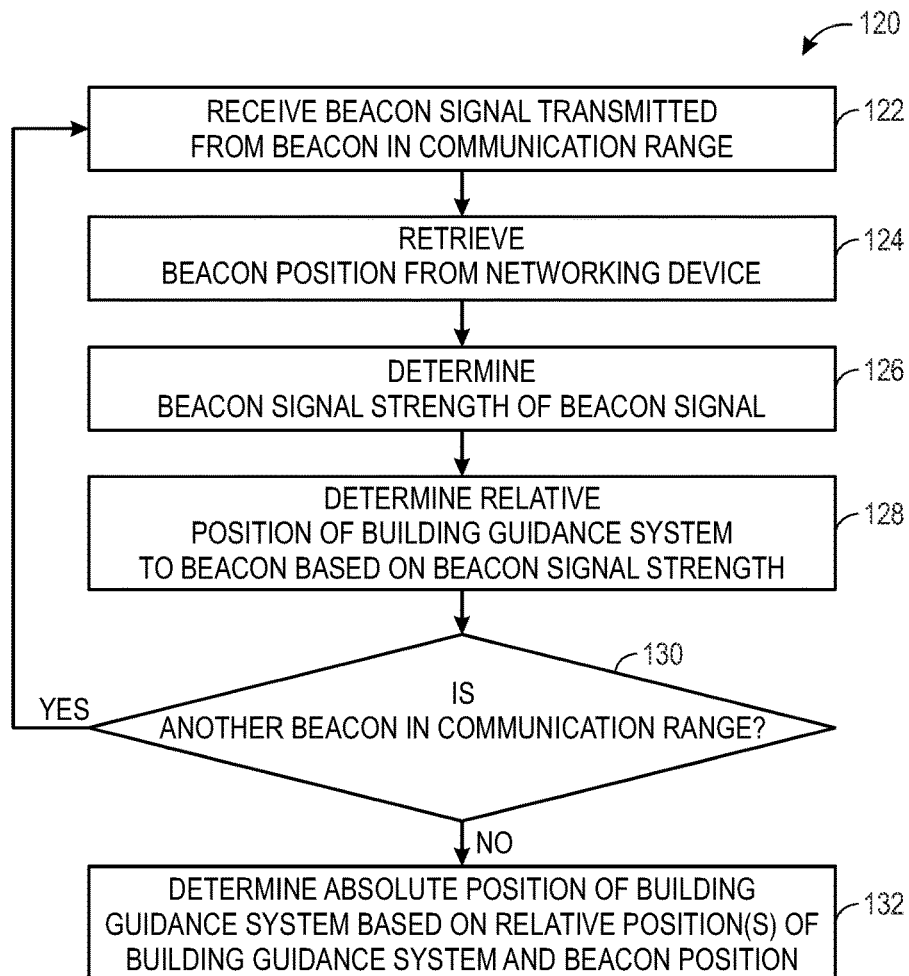 120
RECEIVE BEACON SIGNAL TRANSMITTED
FROM BEACON IN COMMUNICATION RANGE
122
RETRIEVE
BEACON POSITION FROM NETWORKING DEVICE
124
DETERMINE
BEACON SIGNAL STRENGTH OF BEACON SIGNAL
126
DETERMINE RELATIVE
POSITION OF BUILDING GUIDANCE SYSTEM
TO BEACON BASED ON BEACON SIGNAL STRENGTH
128
130
IS
ANOTHER BEACON IN COMMUNICATION RANGE?
YES
NO
DETERMINE ABSOLUTE POSITION OF BUILDING
GUIDANCE SYSTEM BASED ON RELATIVE POSITION(S) OF
BUILDING GUIDANCE SYSTEM AND BEACON POSITION
132